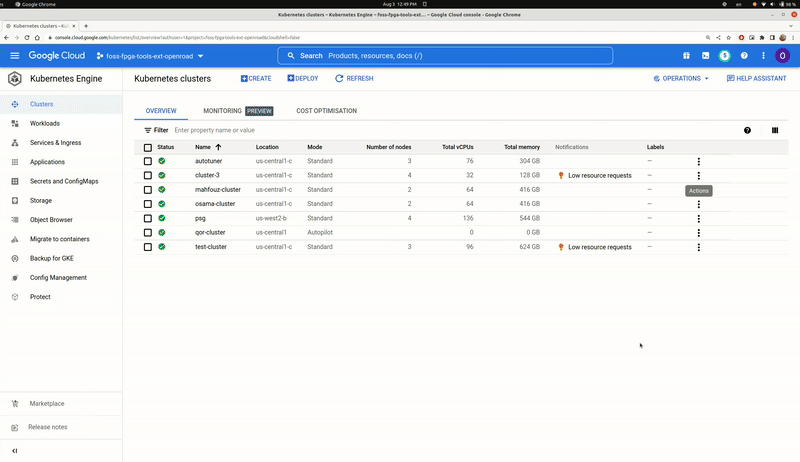 Google Chrome
Aug 3 12:49 PM
en
98 %
Kubernetes clusters – Kubernetes Engine – foss-fpga-tools-ext... – Google Cloud console - Google Chrome
Kubernetes clusters – Ku
console.cloud.google.com/kubernetes/list/overview?authuser=1&project=foss-fpga-tools-ext-openroad&cloudshell=false
Google Cloud
foss-fpga-tools-ext-openroad
Search Products, resources, docs (/)
O
Kubernetes Engine
Kubernetes clusters
CREATE
DEPLOY
REFRESH
OPERATIONS
HELP ASSISTANT
Clusters
Workloads
Services & Ingress
Applications
Secrets and ConfigMaps
Storage
Object Browser
Migrate to containers
Backup for GKE
Config Management
Protect
Marketplace
Release notes
OVERVIEW
MONITORING PREVIEW
COST OPTIMISATION
Filter Enter property name or value
Status Name Location Mode Number of nodes Total vCPUs Total memory Notifications Labels
autotuner us-central1-c Standard 3 76 304 GB –
cluster-3 us-central1-c Standard 4 32 128 GB Low resource requests –
mahfouz-cluster us-central1-c Standard 2 64 416 GB –
Actions
osama-cluster us-central1-c Standard 2 64 416 GB –
psg us-west2-b Standard 4 136 544 GB –
qor-cluster us-central1 Autopilot 0 0 GB –
test-cluster us-central1-c Standard 3 96 624 GB Low resource requests –